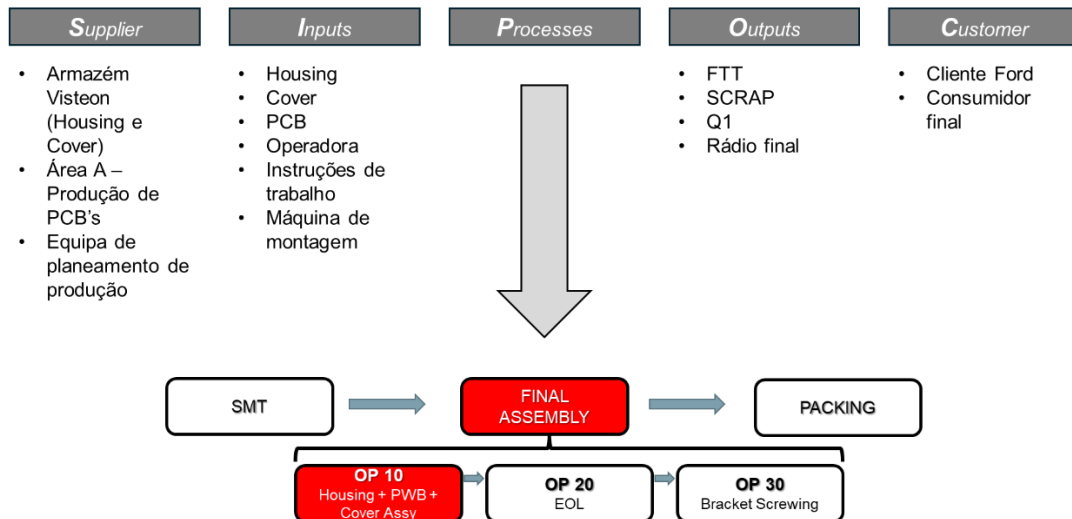 Supplier
Inputs
Processes
Outputs
Customer
• Armazém
Visteon
(Housing e
Cover)
• Área A –
Produção de
PCB's
• Equipa de
planeamento de
produção
• Housing
• Cover
• PCB
• Operadora
• Instruções de
trabalho
• Máquina de
montagem
• FTT
• SCRAP
• Q1
• Rádio final
• Cliente Ford
• Consumidor
final
SMT
FINAL
ASSEMBLY
PACKING
OP 10
Housing + PWB +
Cover Assy
OP 20
EOL
OP 30
Bracket Screwing